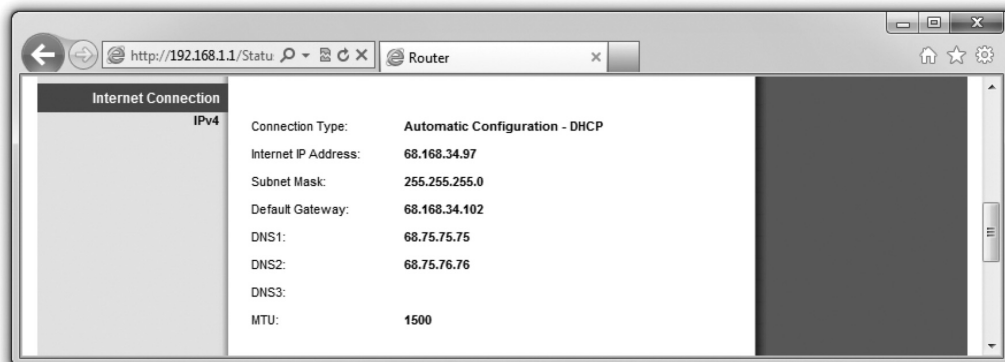 http://192.168.1.1/Statu
Router
Internet Connection
IPv4
Connection Type: Automatic Configuration - DHCP
Internet IP Address: 68.168.34.97
Subnet Mask: 255.255.255.0
Default Gateway: 68.168.34.102
DNS1: 68.75.75.75
DNS2: 68.75.76.76
DNS3:
MTU: 1500